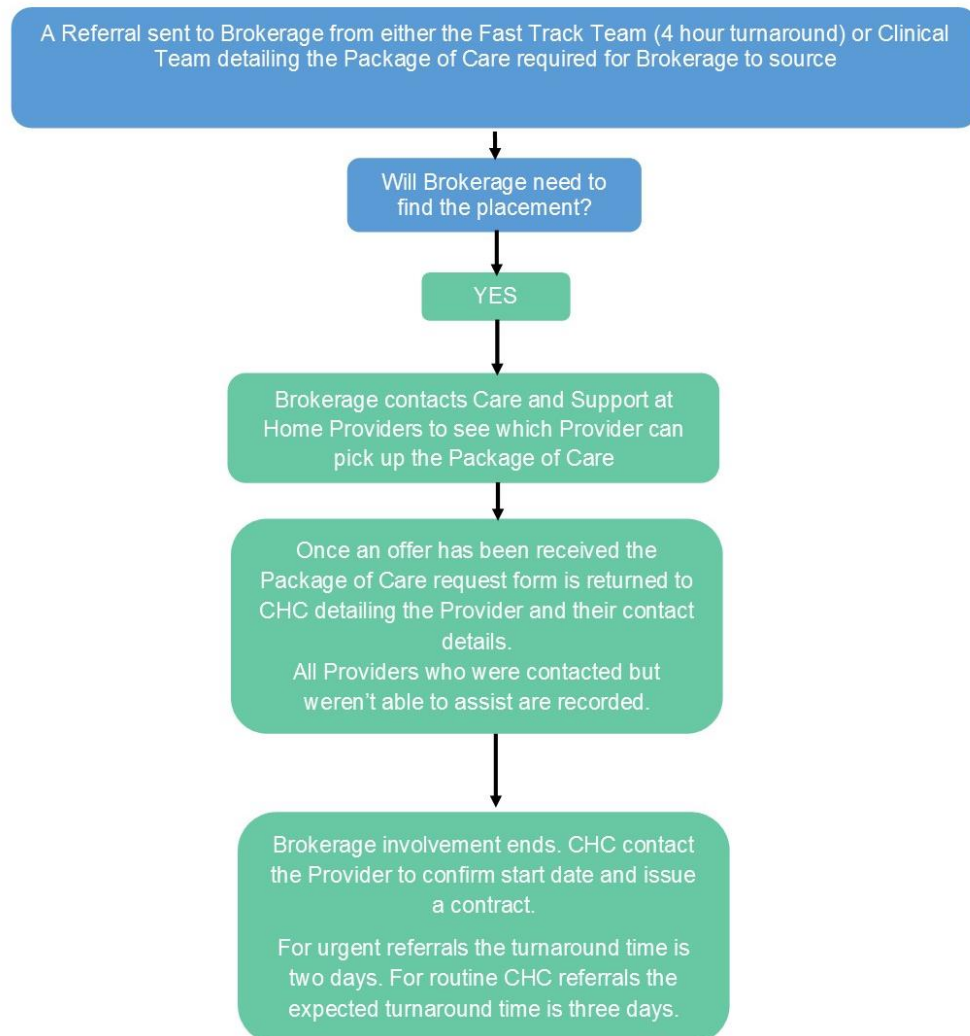 A Referral sent to Brokerage from either the Fast Track Team (4 hour turnaround) or Clinical
Team detailing the Package of Care required for Brokerage to source
Will Brokerage need to
find the placement?
YES
Brokerage contacts Care and Support at
Home Providers to see which Provider can
pick up the Package of Care
Once an offer has been received the
Package of Care request form is returned to
CHC detailing the Provider and their contact
details.
All Providers who were contacted but
weren’t able to assist are recorded.
Brokerage involvement ends. CHC contact
the Provider to confirm start date and issue
a contract.
For urgent referrals the turnaround time is
two days. For routine CHC referrals the
expected turnaround time is three days.